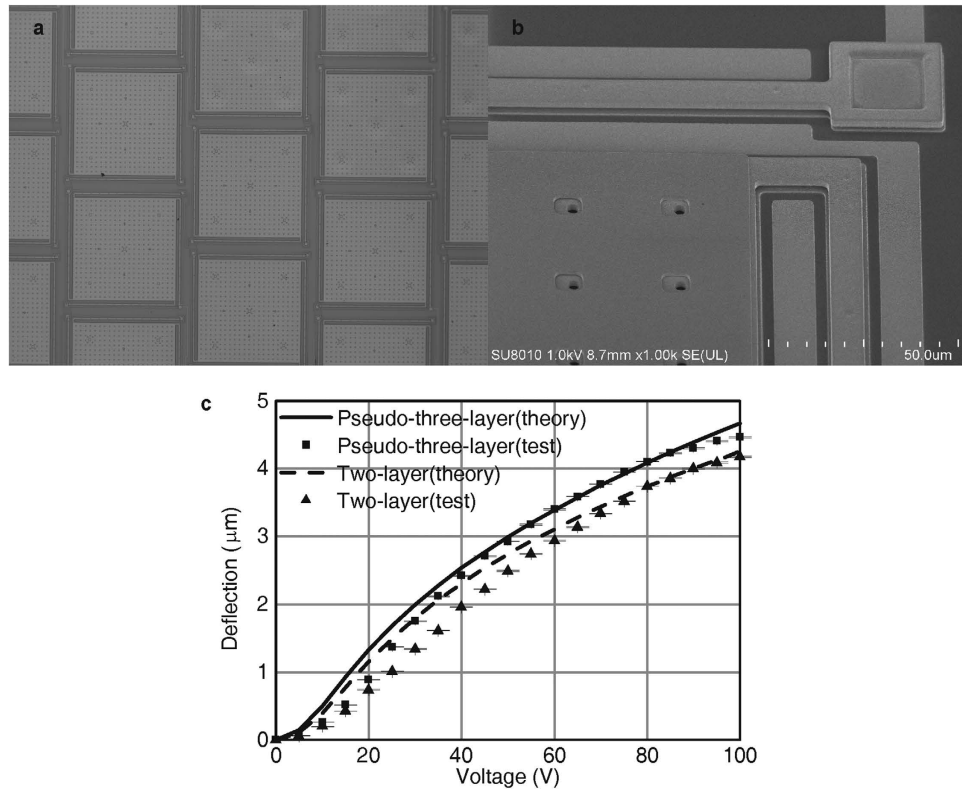 a
b
SU8010 1.0kV 8.7mm x1.00k SE(UL)
50.0um
c
5
Pseudo-three-layer(theory)
Pseudo-three-layer(test)
4
Two-layer(theory)
Two-layer(test)
3
2
1
0
Deflection (μm)
0
20
40
60
80
100
Voltage (V)